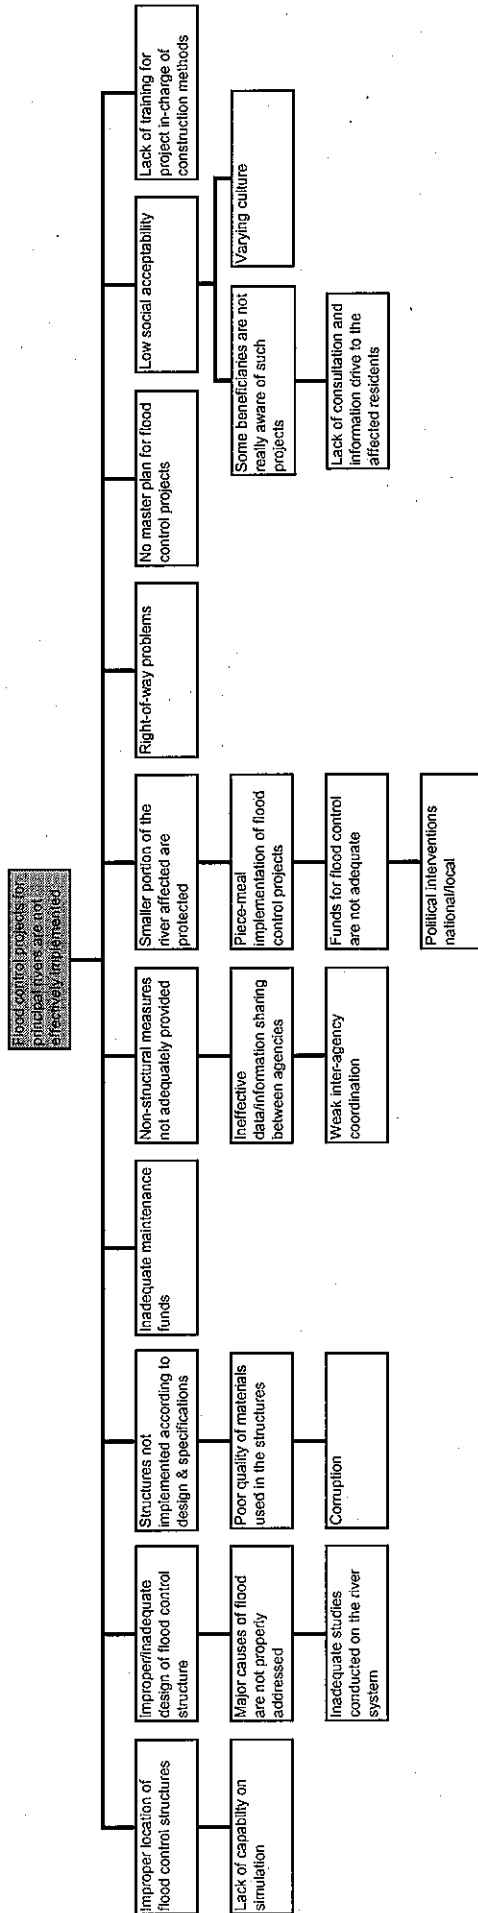 Flood control projects for
principal rivers are not
effectively implemented
Improper location of
flood control structures
Improper/inadequate
design of flood control
structure
Structures not
implemented according to
design & specifications
Inadequate maintenance
funds
Non-structural measures
not adequately provided
Smaller portion of the
river affected are
protected
Right-of-way problems
No master plan for flood
control projects
Low social acceptability
Lack of training for
project in-charge of
construction methods
Lack of capability on
simulation
Major causes of flood
are not properly
addressed
Poor quality of materials
used in the structures
Ineffective
data/information sharing
between agencies
Piece-meal
implementation of flood
control projects
Some beneficiaries are not
really aware of such
projects
Varying culture
Inadequate studies
conducted on the river
system
Corruption
Weak inter-agency
coordination
Funds for flood control
are not adequate
Lack of consultation and
information drive to the
affected residents
Political interventions
national/local